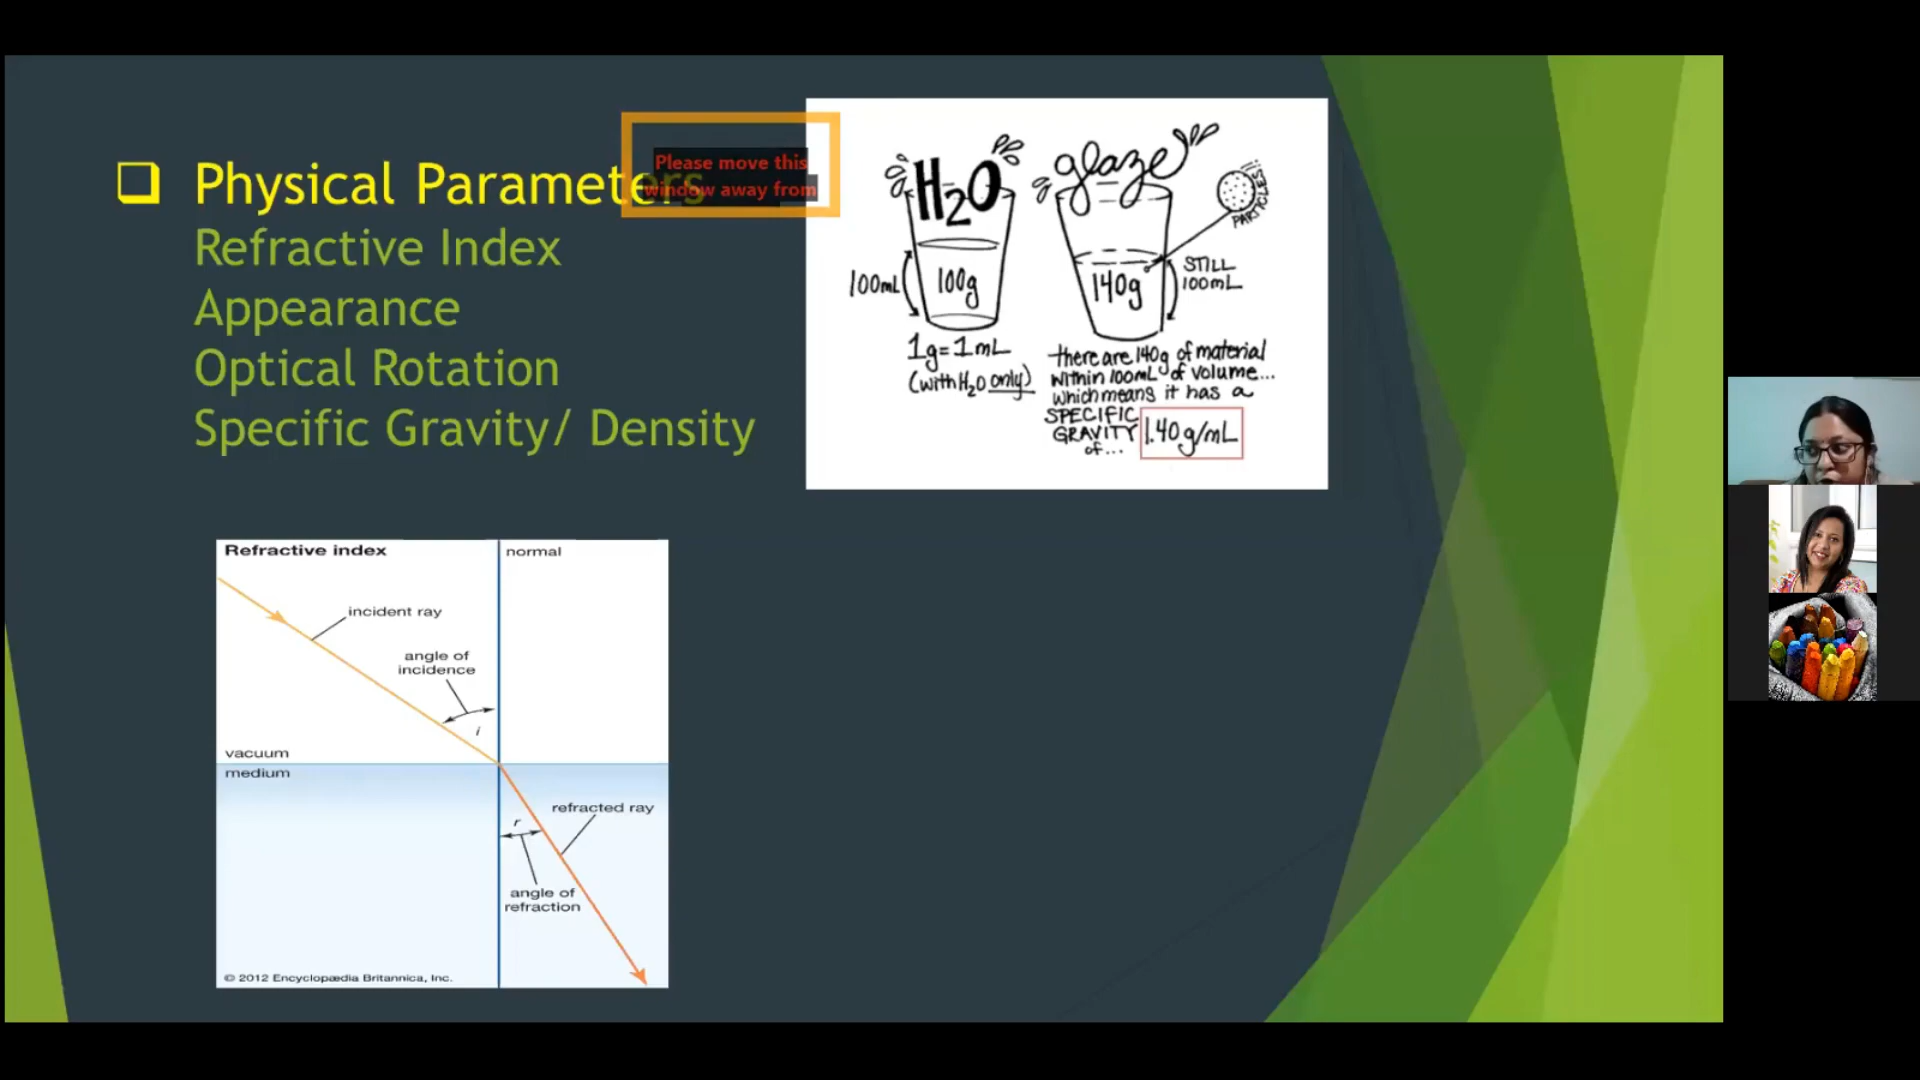 Physical Parameters
Refractive Index
Appearance
Optical Rotation
Specific Gravity/ Density
Please move this
window away from
H2O
100mL
100g
1g=1mL
(with H2O only)
glaze
PARTICLES!
140g
STILL
100mL
there are 140g of material
within 100mL of volume...
which means it has a
SPECIFIC
GRAVITY
of...
1.40 g/mL
Refractive index
normal
incident ray
angle of
incidence
i
vacuum
medium
refracted ray
r
angle of
refraction
© 2012 Encyclopædia Britannica, Inc.